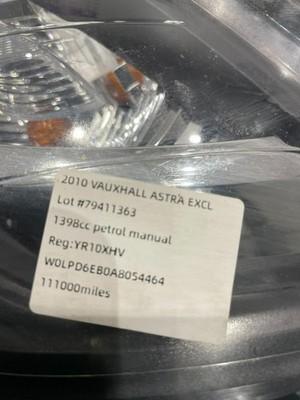 2010 VAUXHALL ASTRA EXCL
Lot #79411363
1398cc petrol manual
Reg:YR10XHV
W0LPD6EB0A8054464
111000miles